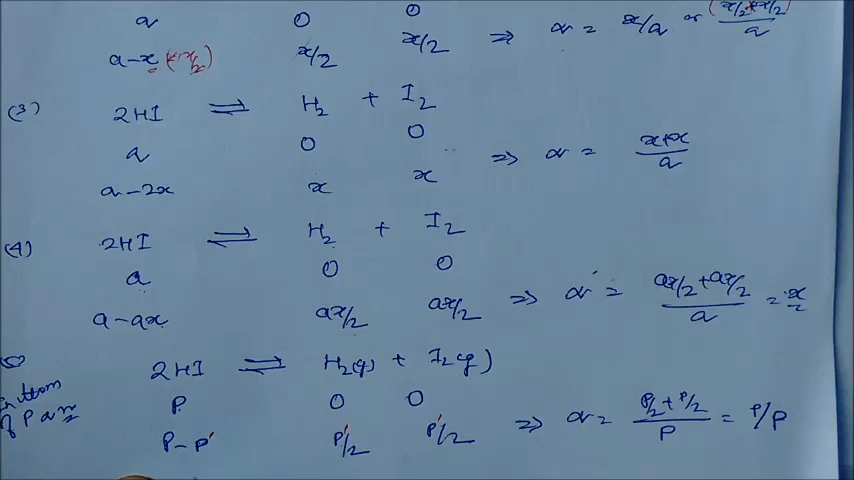 a 0 0
a-x x/2 x/2 ⇒ α = x/a or (x/2+x/2)/a
(3) 2HI ⇌ H₂ + I₂
a 0 0 ⇒ α = (x+x)/a
a-2x x x
(4) 2HI ⇌ H₂ + I₂
a 0 0
a-ax ax/2 ax/2 ⇒ α = (ax/2+ax/2)/a = x
2HI ⇌ H₂(g) + I₂(g)
P 0 0
P-P' P'/2 P'/2 ⇒ α = (P/2+P/2)/P = P/P